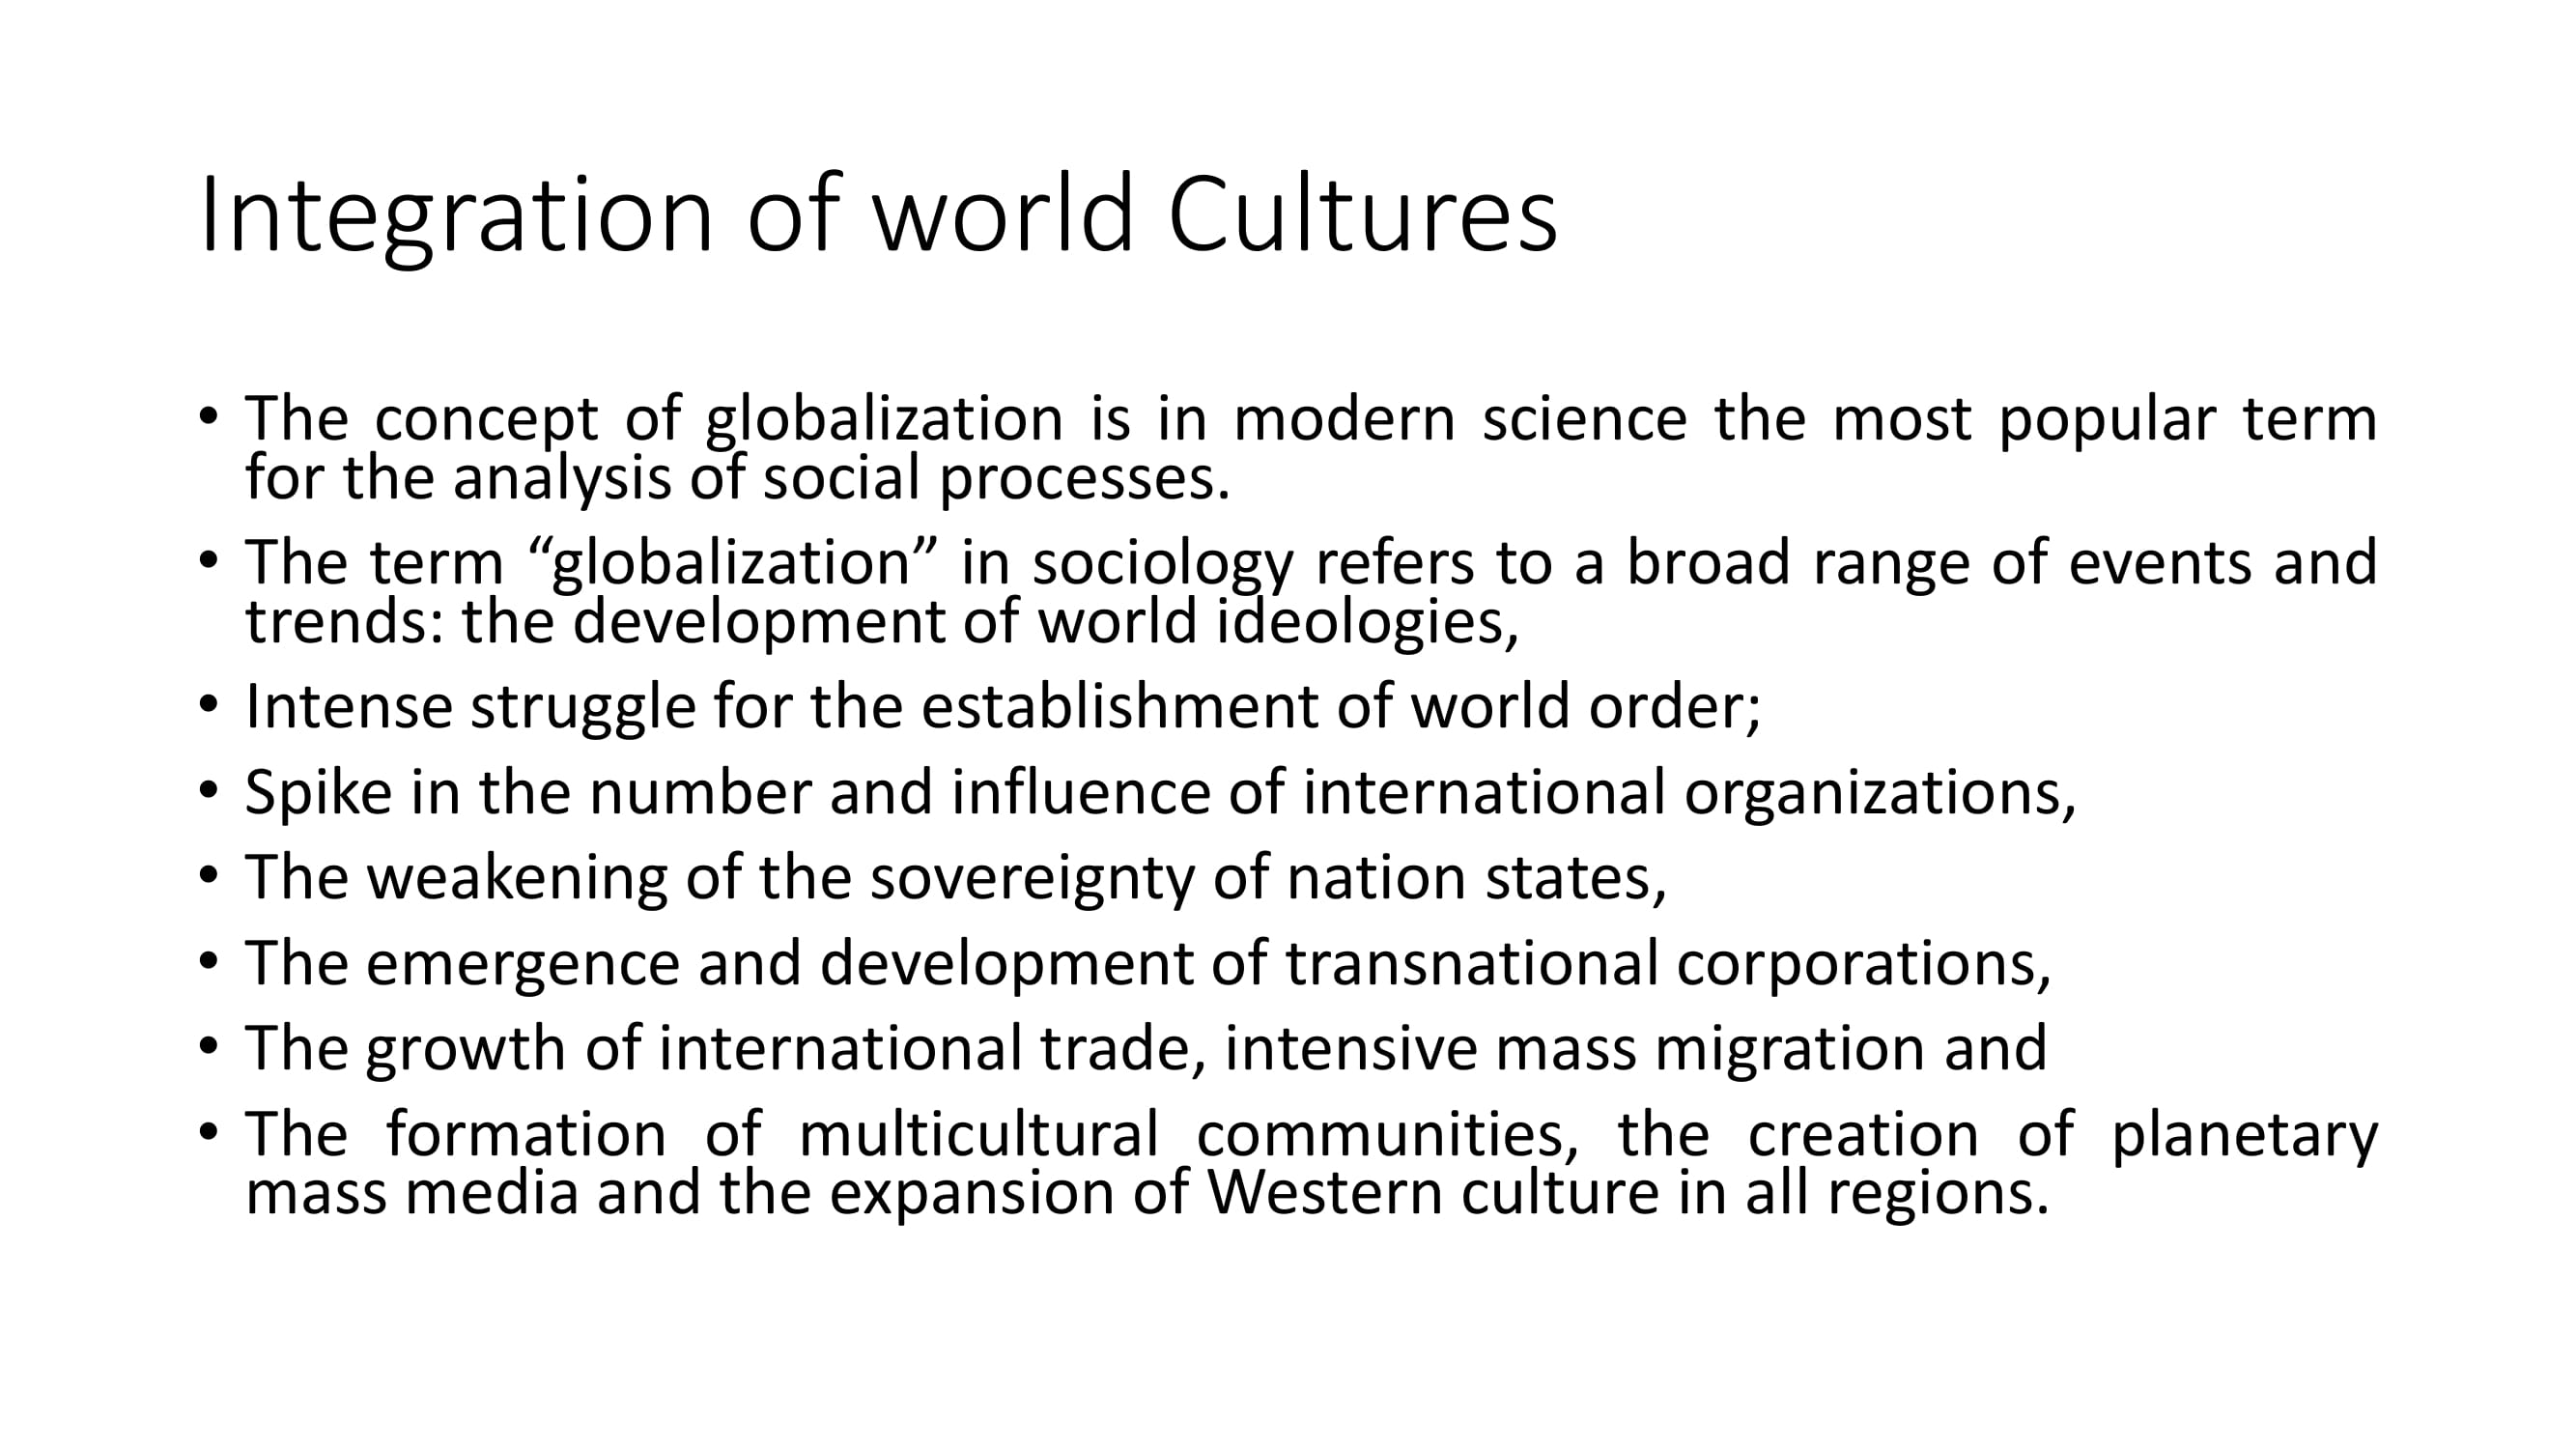 Integration of world Cultures
• The concept of globalization is in modern science the most popular term
for the analysis of social processes.
• The term “globalization” in sociology refers to a broad range of events and
trends: the development of world ideologies,
• Intense struggle for the establishment of world order;
• Spike in the number and influence of international organizations,
• The weakening of the sovereignty of nation states,
• The emergence and development of transnational corporations,
• The growth of international trade, intensive mass migration and
• The formation of multicultural communities, the creation of planetary
mass media and the expansion of Western culture in all regions.